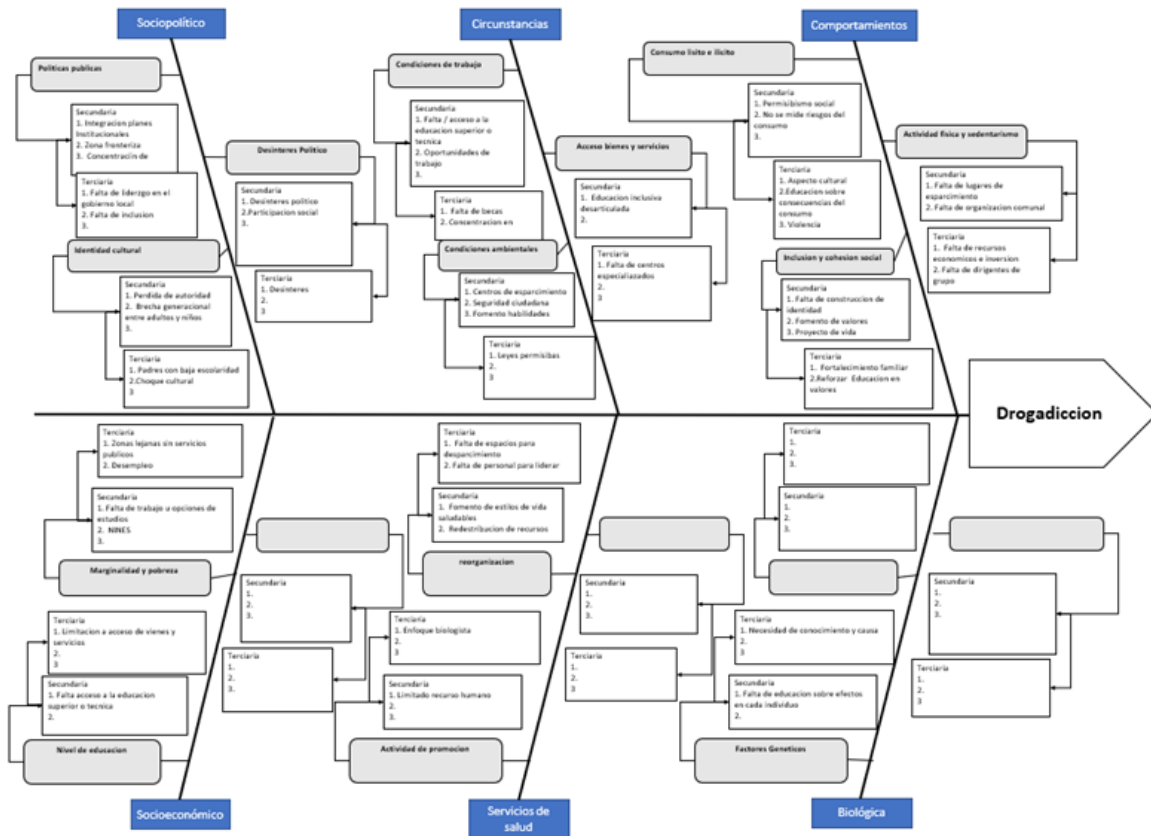 Sociopolítico
Circunstancias
Comportamientos
Politicas publicas
Secundaria
1. Integracion planes
Institucionales
2. Zona fronteriza
3. Concentraciin de
Terciaria
1. Falta de liderzgo en el
gobierno local
2. Falta de inclusion
3.
Desinteres Politico
Secundaria
1. Desinteres politico
2.Participacion social
3.
Terciaria
1. Desinteres
2.
3
Identidad cultural
Secundaria
1. Perdida de autoridad
2. Brecha generacional
entre adultos y niños
3.
Terciaria
1. Padres con baja escolaridad
2.Choque cultural
3
Condiciones de trabajo
Secundaria
1. Falta / acceso a la
educacion superior o
tecnica
2. Oportunidades de
trabajo
3.
Terciaria
1. Falta de becas
2. Concentracion en
Acceso bienes y servicios
Secundaria
1. Educacion inclusiva
desarticulada
2.
Terciaria
1. Falta de centros
especialiazados
2.
3
Condiciones ambientales
Secundaria
1. Centros de esparcimiento
2. Seguridad ciudadana
3. Fomento habilidades
Terciaria
1. Leyes permisibas
2.
3
Consumo lisito e ilicito
Secundaria
1. Permisibismo social
2. No se mide riesgos del
consumo
3.
Terciaria
1. Aspecto cultural
2.Educacion sobre
consecuencias del
consumo
3. Violencia
Actividad fisica y sedentarismo
Secundaria
1. Falta de lugares de
esparcimiento
2. Falta de organizacion comunal
Terciaria
1. Falta de recursos
economicos e inversion
2. Falta de dirigentes de
grupo
Inclusion y cohesion social
Secundaria
1. Falta de construccion de
identidad
2. Fomento de valores
3. Proyecto de vida
Terciaria
1. Fortalecimiento familiar
2.Reforzar Educacion en
valores
Drogadiccion
Terciaria
1. Zonas lejanas sin servicios
publicos
2. Desempleo
Secundaria
1. Falta de trabajo u opciones de
estudios
2. NINES
3.
Marginalidad y pobreza
Secundaria
1.
2.
3.
Terciaria
1.
2.
3.
Terciaria
1. Limitacion a acceso de vienes y
servicios
2.
3
Secundaria
1. Falta acceso a la educacion
superior o tecnica
2.
Nivel de educacion
Terciaria
1. Falta de espacios para
desparcimiento
2. Falta de personal para liderar
Secundaria
1. Fomento de estilos de vida
saludables
2. Redestribucion de recursos
reorganizacion
Secundaria
1.
2.
3.
Terciaria
1.
2.
3
Terciaria
1. Enfoque biologista
2.
3
Secundaria
1. Limitado recurso humano
2.
3.
Actividad de promocion
Terciaria
1.
2.
3.
Secundaria
1.
2.
3.
Secundaria
1.
2.
3.
Terciaria
1.
2.
3
Terciaria
1. Necesidad de conocimiento y causa
2.
3
Secundaria
1. Falta de educacion sobre efectos
en cada individuo
2.
Factores Geneticos
Socioeconómico
Servicios de
salud
Biológica